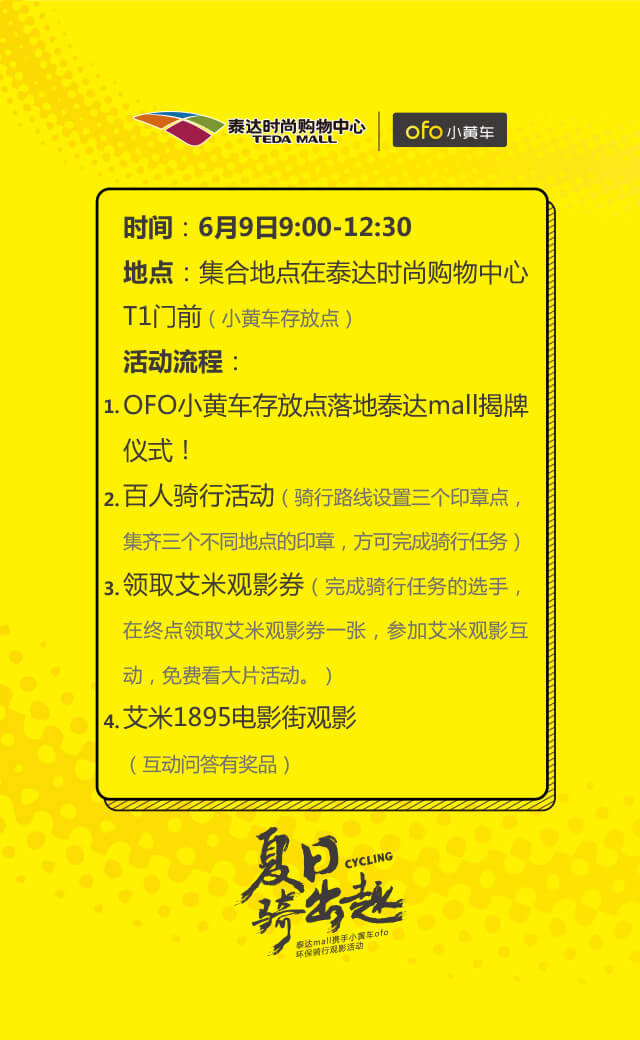 泰达时尚购物中心
TEDA MALL
ofo 小黄车
时间：6月9日9:00-12:30
地点：集合地点在泰达时尚购物中心
T1门前（小黄车存放点）
活动流程：
1. OFO小黄车存放点落地泰达mall揭牌
仪式！
2. 百人骑行活动（骑行路线设置三个印章点，
集齐三个不同地点的印章，方可完成骑行任务）
3. 领取艾米观影券（完成骑行任务的选手，
在终点领取艾米观影券一张，参加艾米观影互
动，免费看大片活动。）
4. 艾米1895电影街观影
（互动问答有奖品）
夏日
CYCLING
骑出趣
泰达mall携手小黄车ofo
环保骑行观影活动